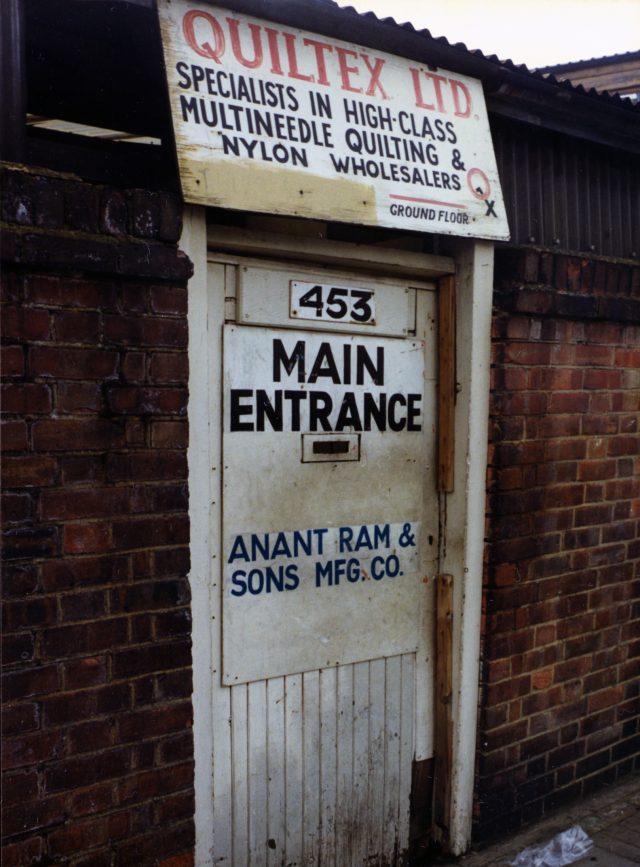 QUILTEX LTD.
SPECIALISTS IN HIGH-CLASS
MULTINEEDLE QUILTING &
NYLON WHOLESALERS
QX
GROUND FLOOR
453
MAIN
ENTRANCE
ANANT RAM &
SONS MFG. CO.